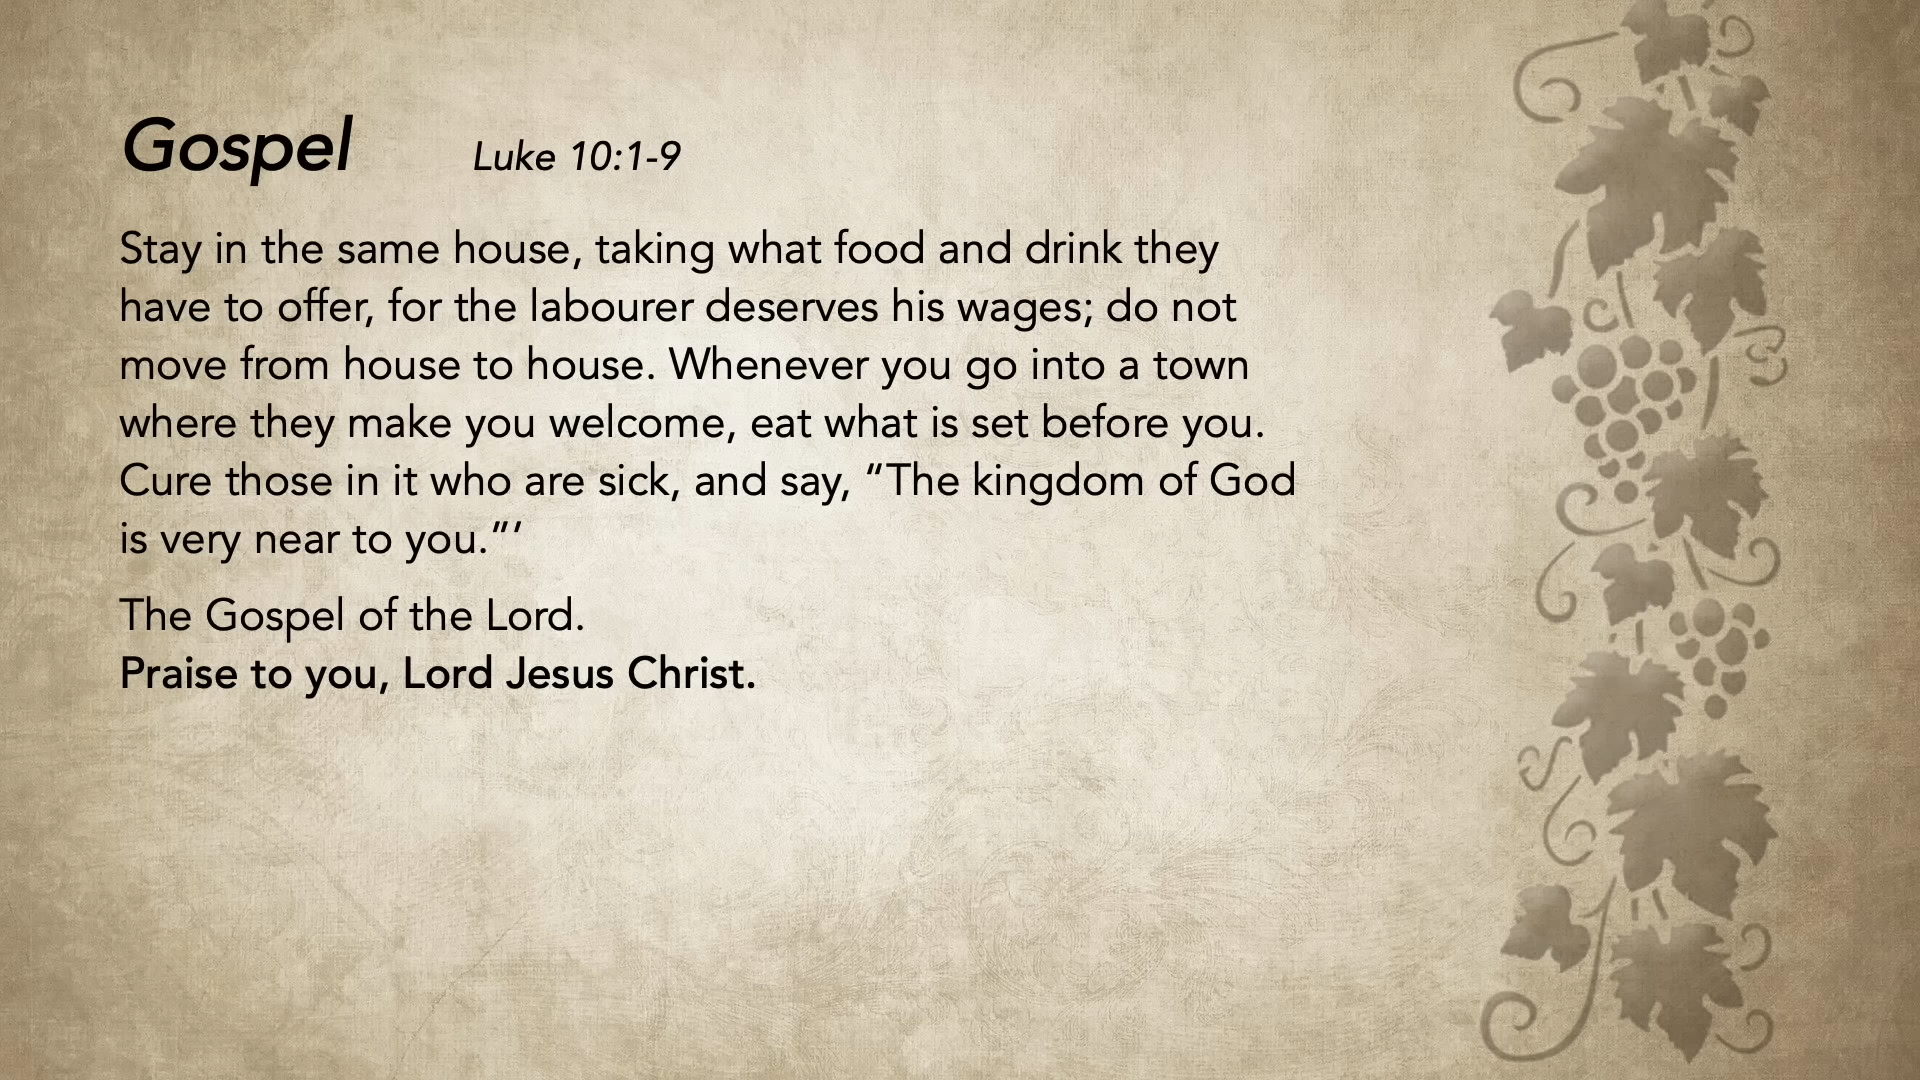 Gospel Luke 10:1-9
Stay in the same house, taking what food and drink they
have to offer, for the labourer deserves his wages; do not
move from house to house. Whenever you go into a town
where they make you welcome, eat what is set before you.
Cure those in it who are sick, and say, “The kingdom of God
is very near to you.”’
The Gospel of the Lord.
Praise to you, Lord Jesus Christ.